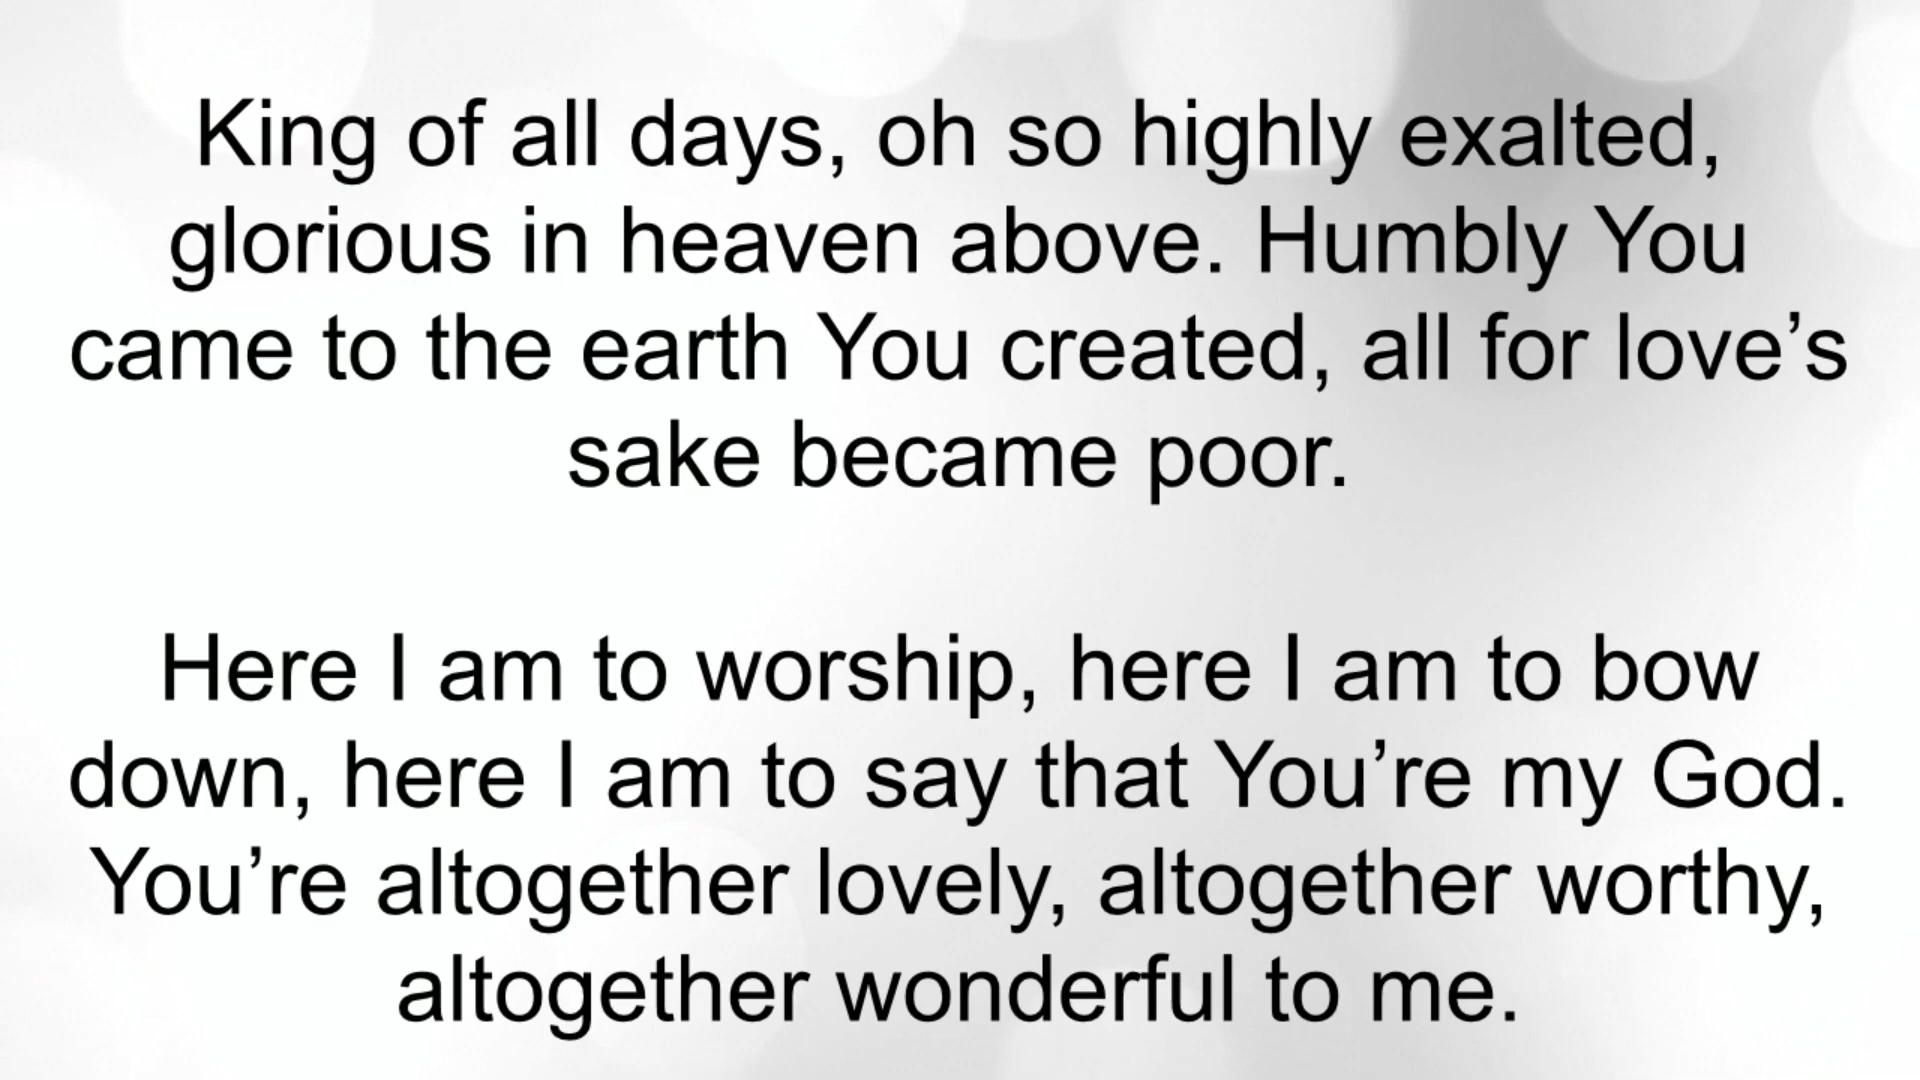 King of all days, oh so highly exalted,
glorious in heaven above. Humbly You
came to the earth You created, all for love’s
sake became poor.
Here I am to worship, here I am to bow
down, here I am to say that You’re my God.
You’re altogether lovely, altogether worthy,
altogether wonderful to me.